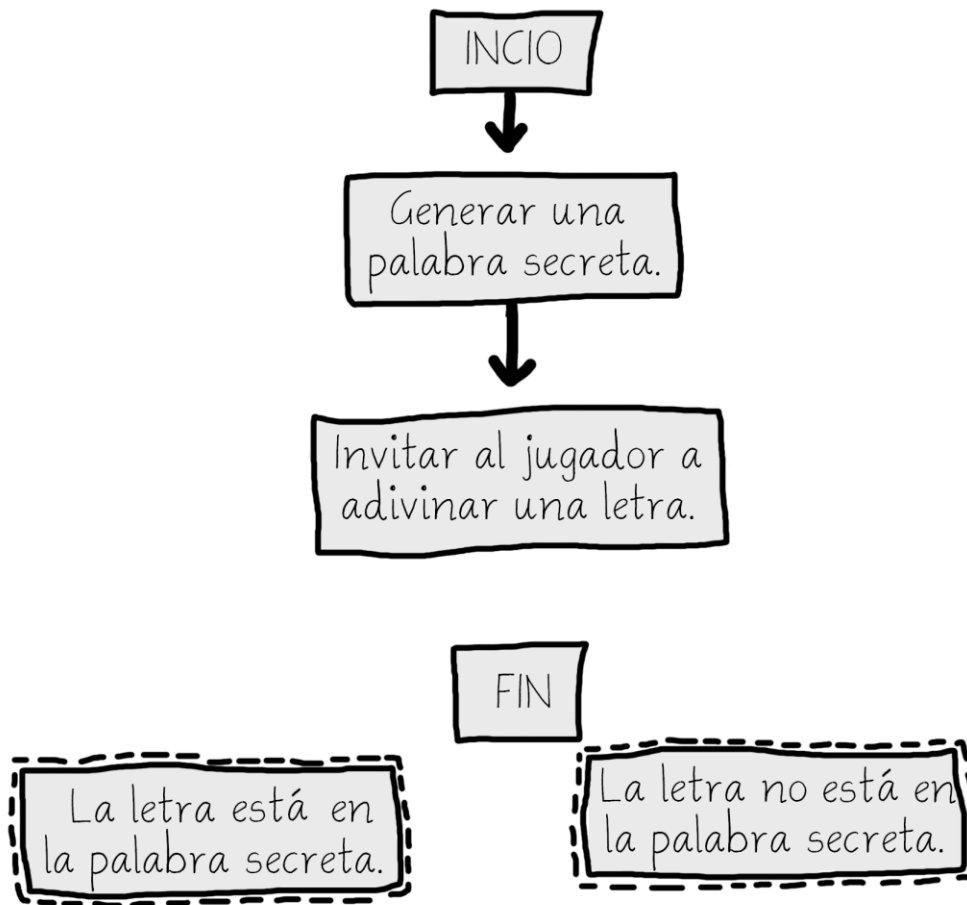 INCIO
Generar una
palabra secreta.
Invitar al jugador a
adivinar una letra.
FIN
La letra está en
la palabra secreta.
La letra no está en
la palabra secreta.